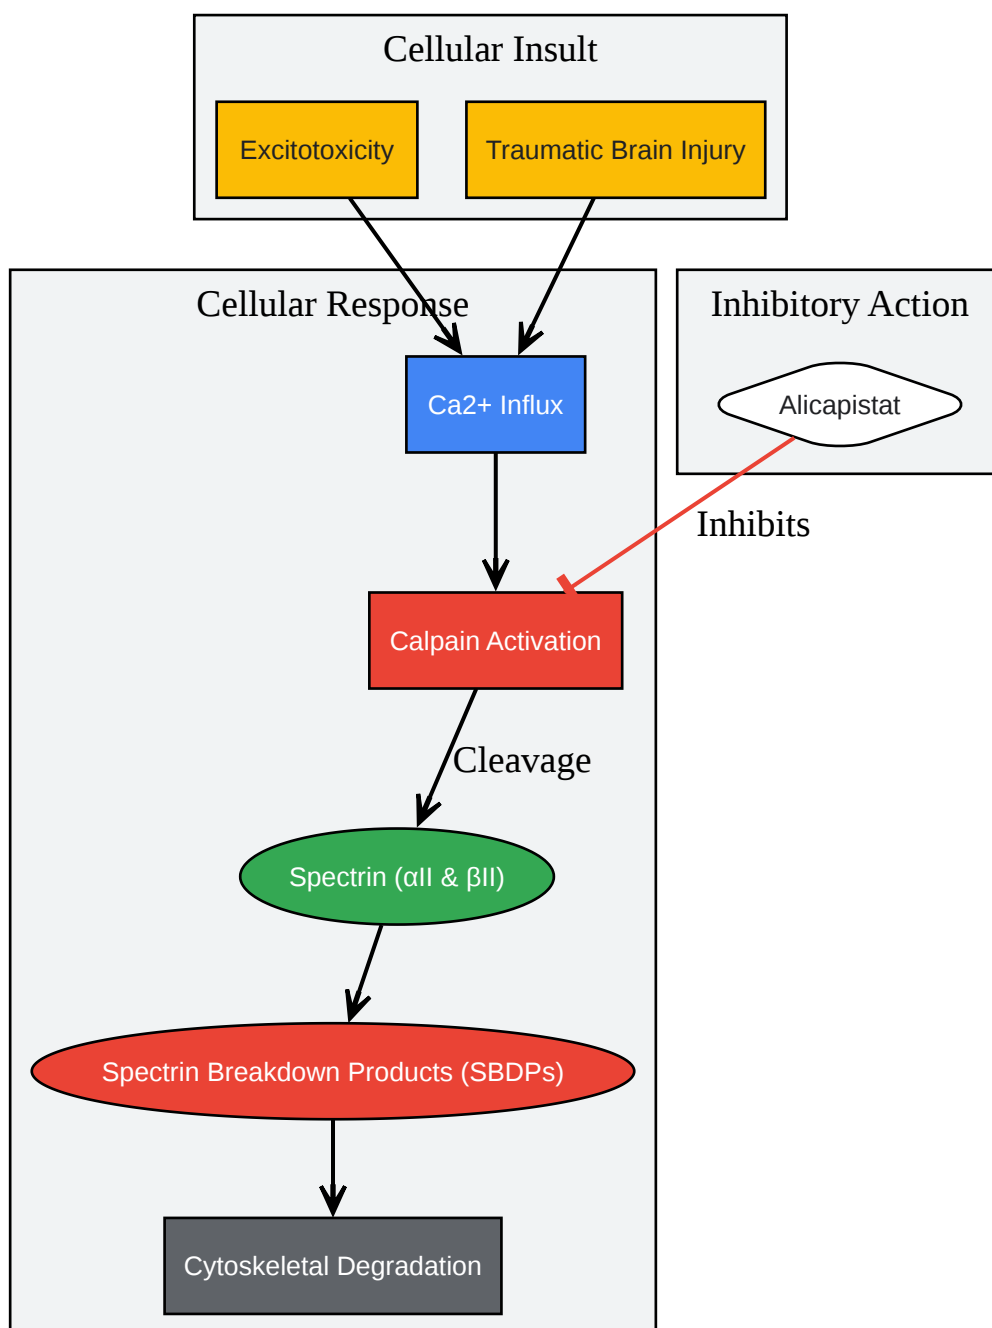 Cellular Insult
Excitotoxicity
Traumatic Brain Injury
Cellular Response
Inhibitory Action
Ca2+ Influx
Alicapistat
Inhibits
Calpain Activation
Cleavage
Spectrin (αII & βII)
Spectrin Breakdown Products (SBDPs)
Cytoskeletal Degradation